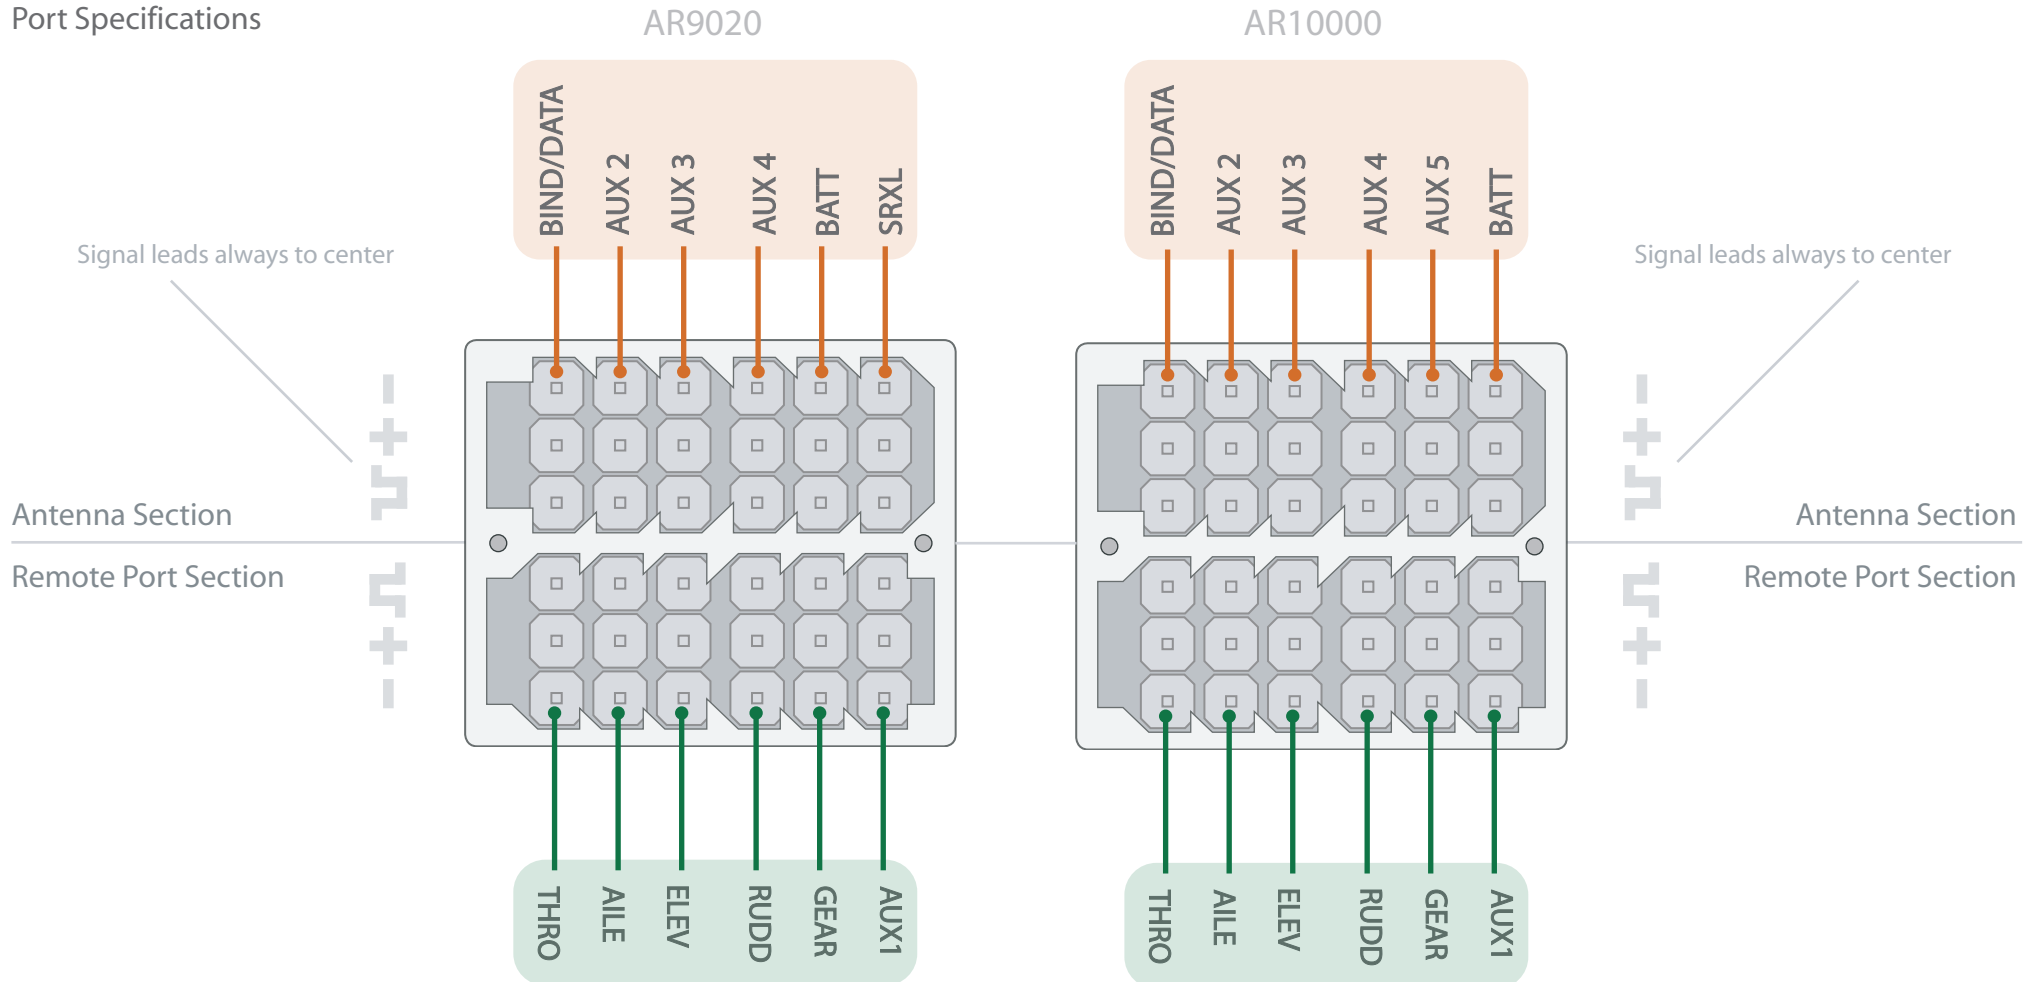 Port Specifications
AR9020
AR10000
BIND/DATA
AUX 2
AUX 3
AUX 4
BATT
SRXL
BIND/DATA
AUX 2
AUX 3
AUX 4
AUX 5
BATT
Signal leads always to center
Signal leads always to center
Antenna Section
Antenna Section
Remote Port Section
Remote Port Section
THRO
AILE
ELEV
RUDD
GEAR
AUX1
THRO
AILE
ELEV
RUDD
GEAR
AUX1